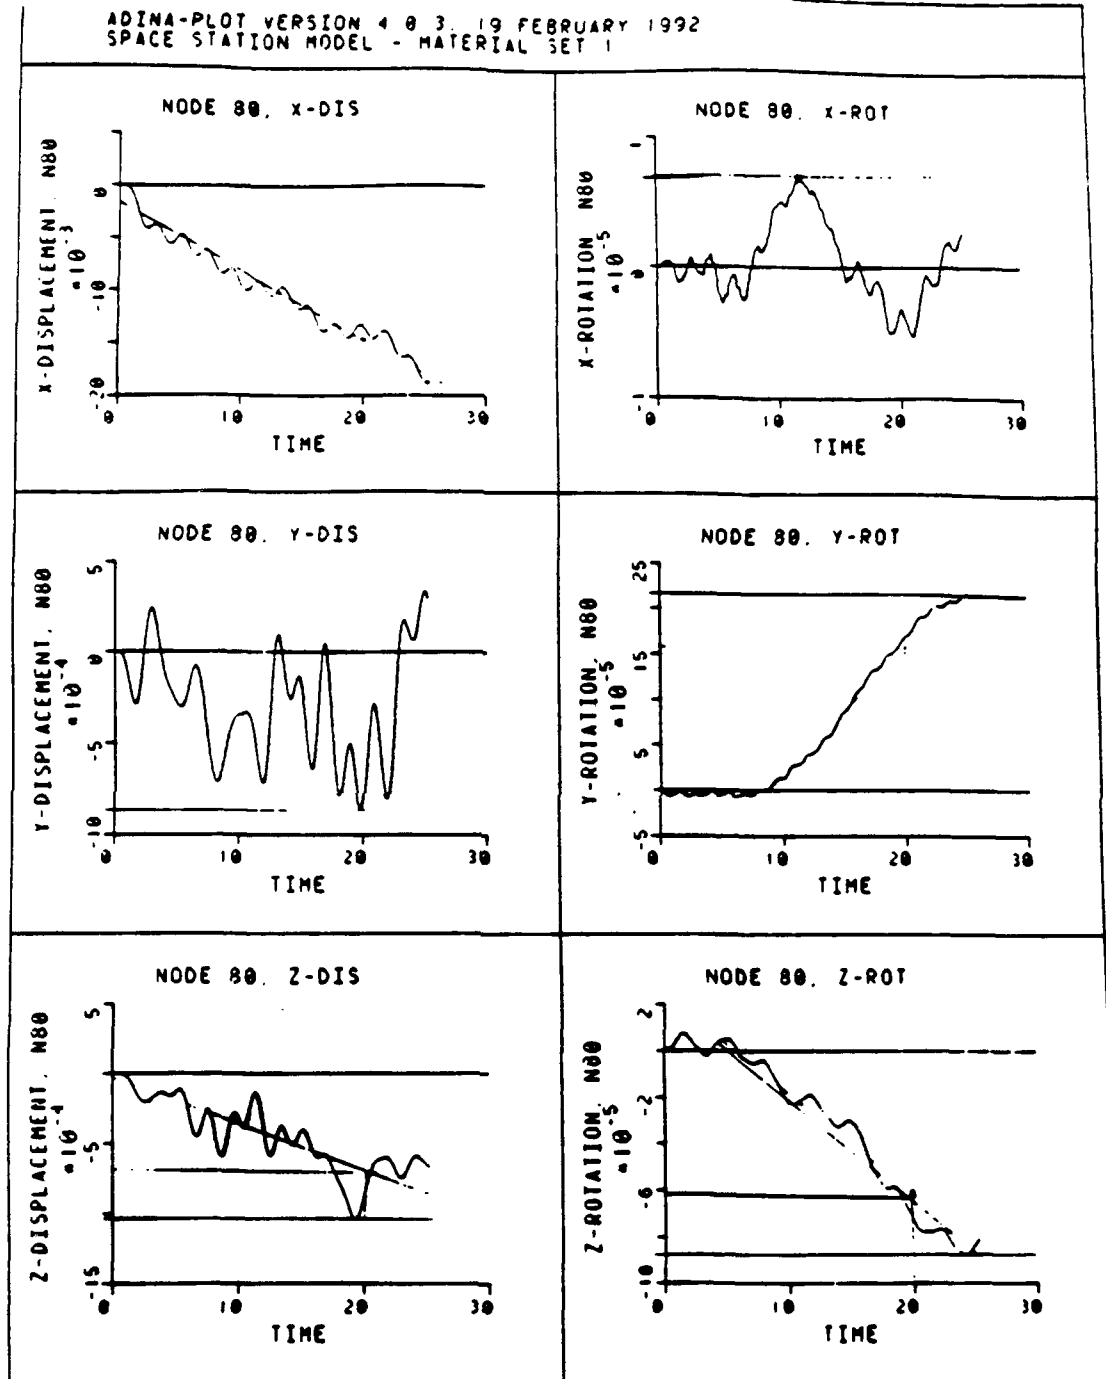 ADINA-PLOT VERSION 4.0.3, 19 FEBRUARY 1992
SPACE STATION MODEL - MATERIAL SET 1
NODE 80, X-DIS
X-DISPLACEMENT, N80
*10^-3
0
-10
-20
0 10 20 30
TIME
NODE 80, X-ROT
X-ROTATION N80
*10^-5
0
0 10 20 30
TIME
NODE 80, Y-DIS
Y-DISPLACEMENT, N80
*10^-4
5
0
-5
-10
0 10 20 30
TIME
NODE 80, Y-ROT
Y-ROTATION, N80
*10^-5
25
15
5
-5
0 10 20 30
TIME
NODE 80, Z-DIS
Z-DISPLACEMENT, N80
*10^-4
5
-5
-15
0 10 20 30
TIME
NODE 80, Z-ROT
Z-ROTATION, N80
*10^-5
2
-2
-6
-10
0 10 20 30
TIME